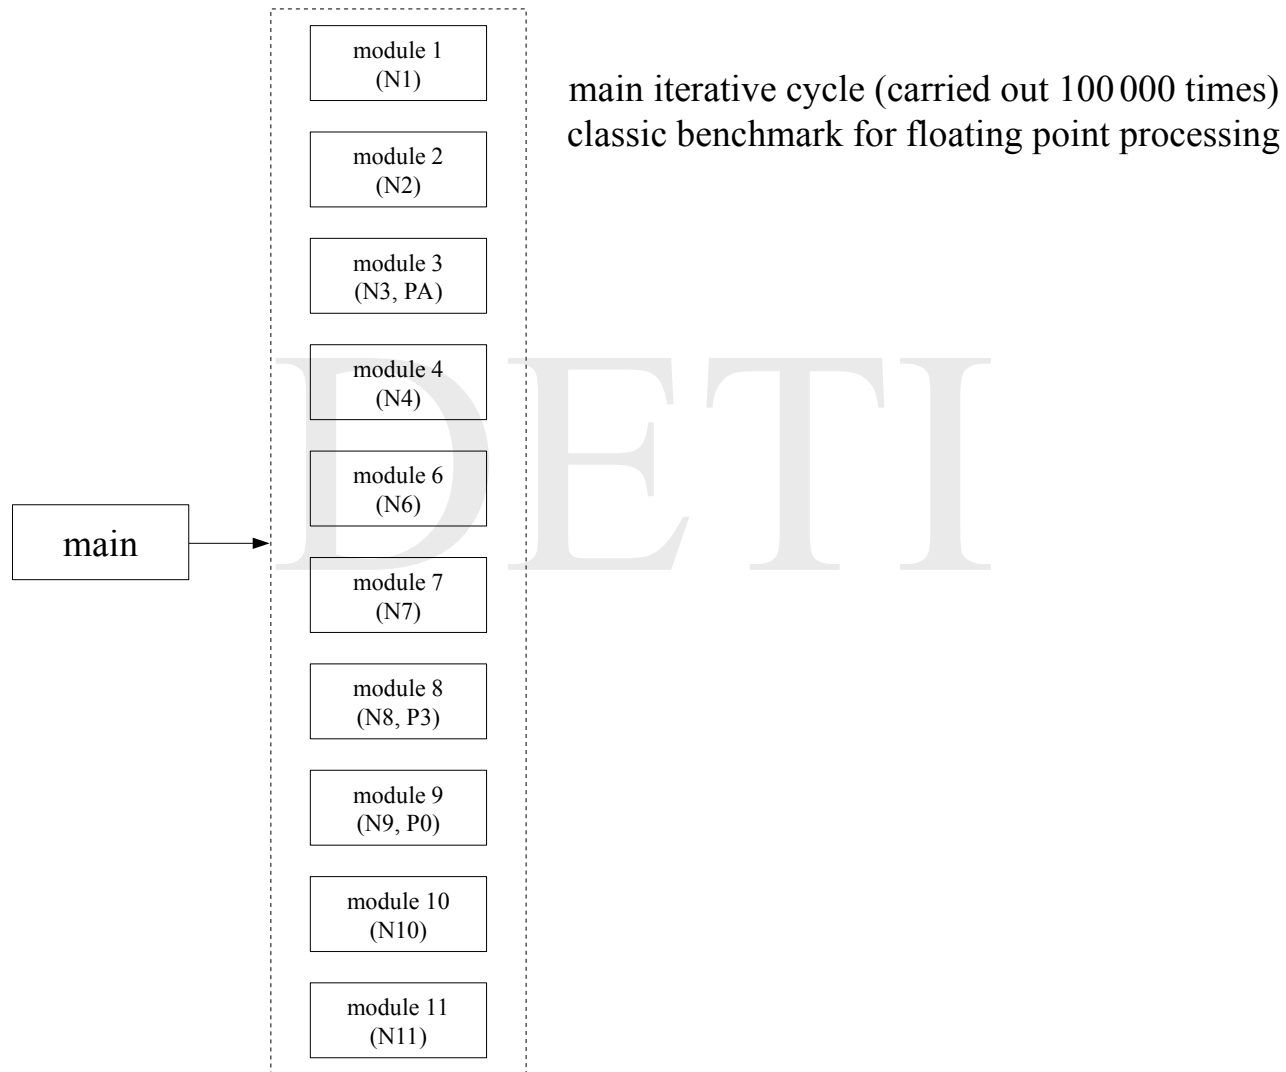 module 1
(N1)
main iterative cycle (carried out 100 000 times)
classic benchmark for floating point processing
module 2
(N2)
module 3
(N3, PA)
module 4
(N4)
DETI
module 6
(N6)
main
module 7
(N7)
module 8
(N8, P3)
module 9
(N9, P0)
module 10
(N10)
module 11
(N11)